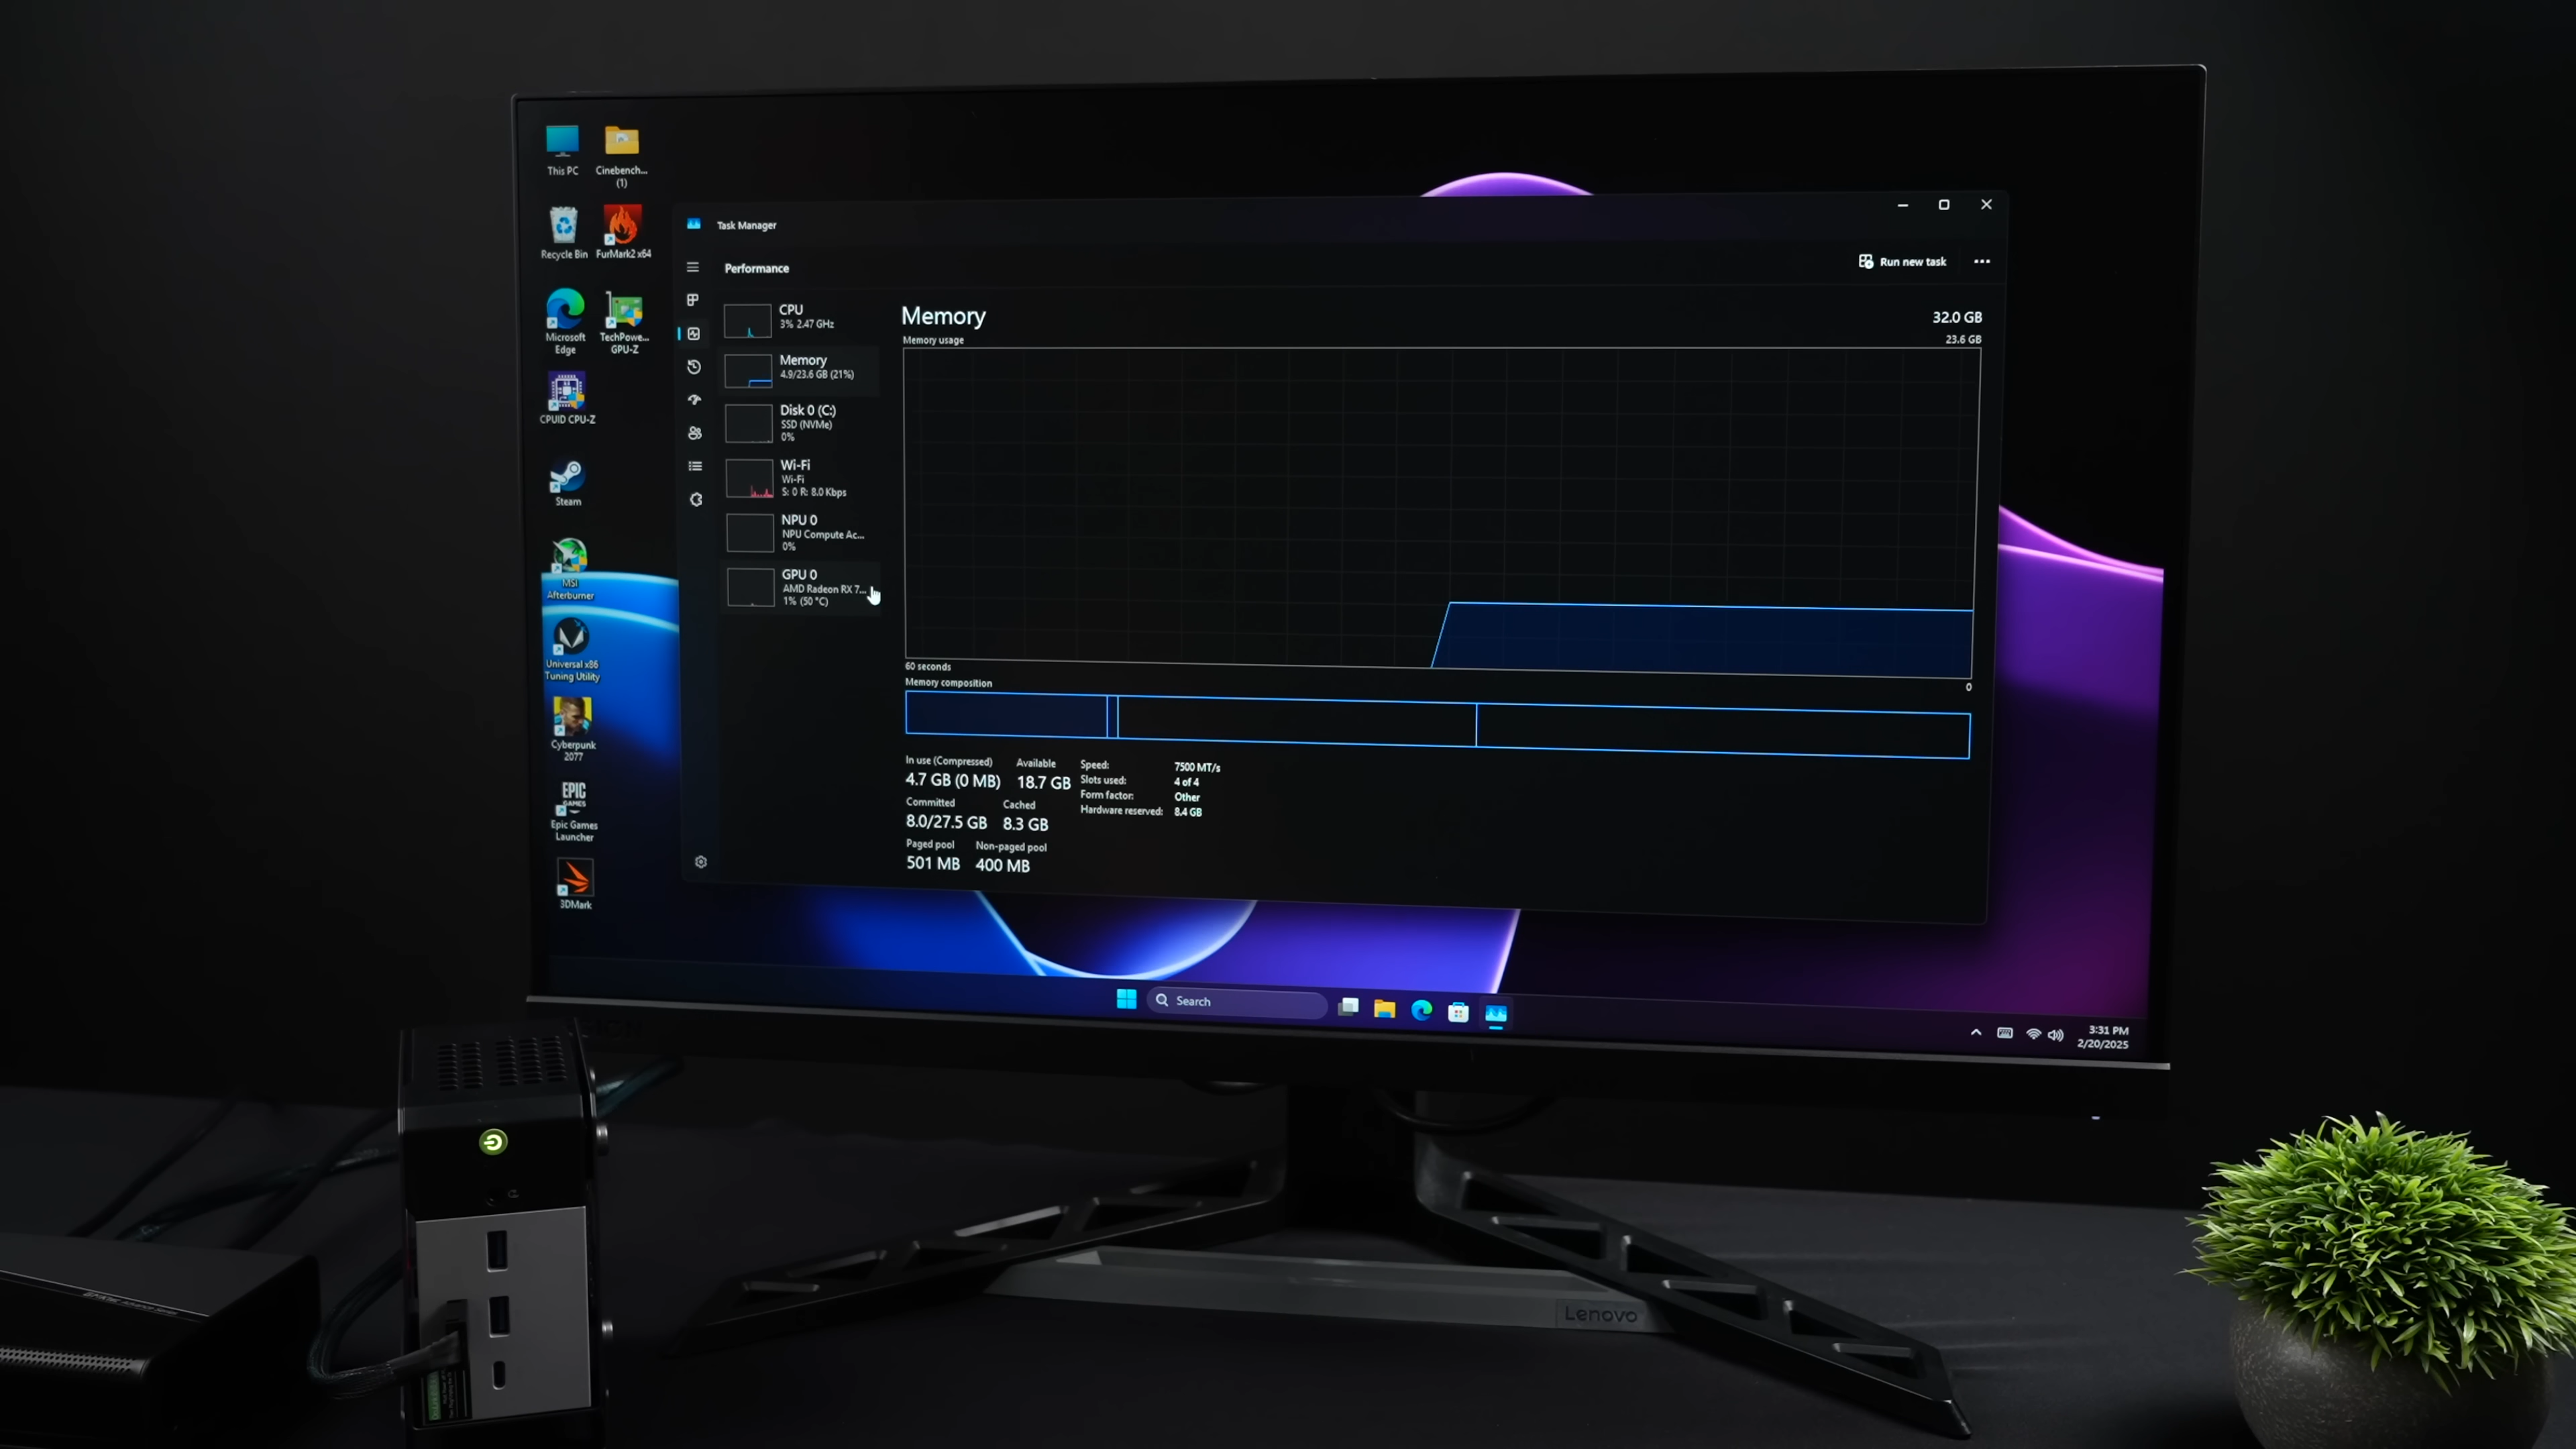 This PC
Cinebench...
(1)
Recycle Bin
FurMark2 x64
Microsoft
Edge
TechPowe...
GPU-Z
CPUID CPU-Z
Steam
MSI
Afterburner
Universal x86
Tuning Utility
Cyberpunk
2077
EPIC
GAMES
Epic Games
Launcher
3DMark
Task Manager
Performance
Run new task
CPU
3% 2.47 GHz
Memory
4.9/23.6 GB (21%)
Disk 0 (C:)
SSD (NVMe)
0%
Wi-Fi
Wi-Fi
S: 0 R: 8.0 Kbps
NPU 0
NPU Compute Ac...
0%
GPU 0
AMD Radeon RX 7...
1% (50 °C)
Memory
32.0 GB
Memory usage
23.6 GB
60 seconds
0
Memory composition
In use (Compressed)
4.7 GB (0 MB)
Available
18.7 GB
Committed
8.0/27.5 GB
Cached
8.3 GB
Paged pool
501 MB
Non-paged pool
400 MB
Speed: 7500 MT/s
Slots used: 4 of 4
Form factor: Other
Hardware reserved: 8.4 GB
Search
3:31 PM
2/20/2025
Lenovo